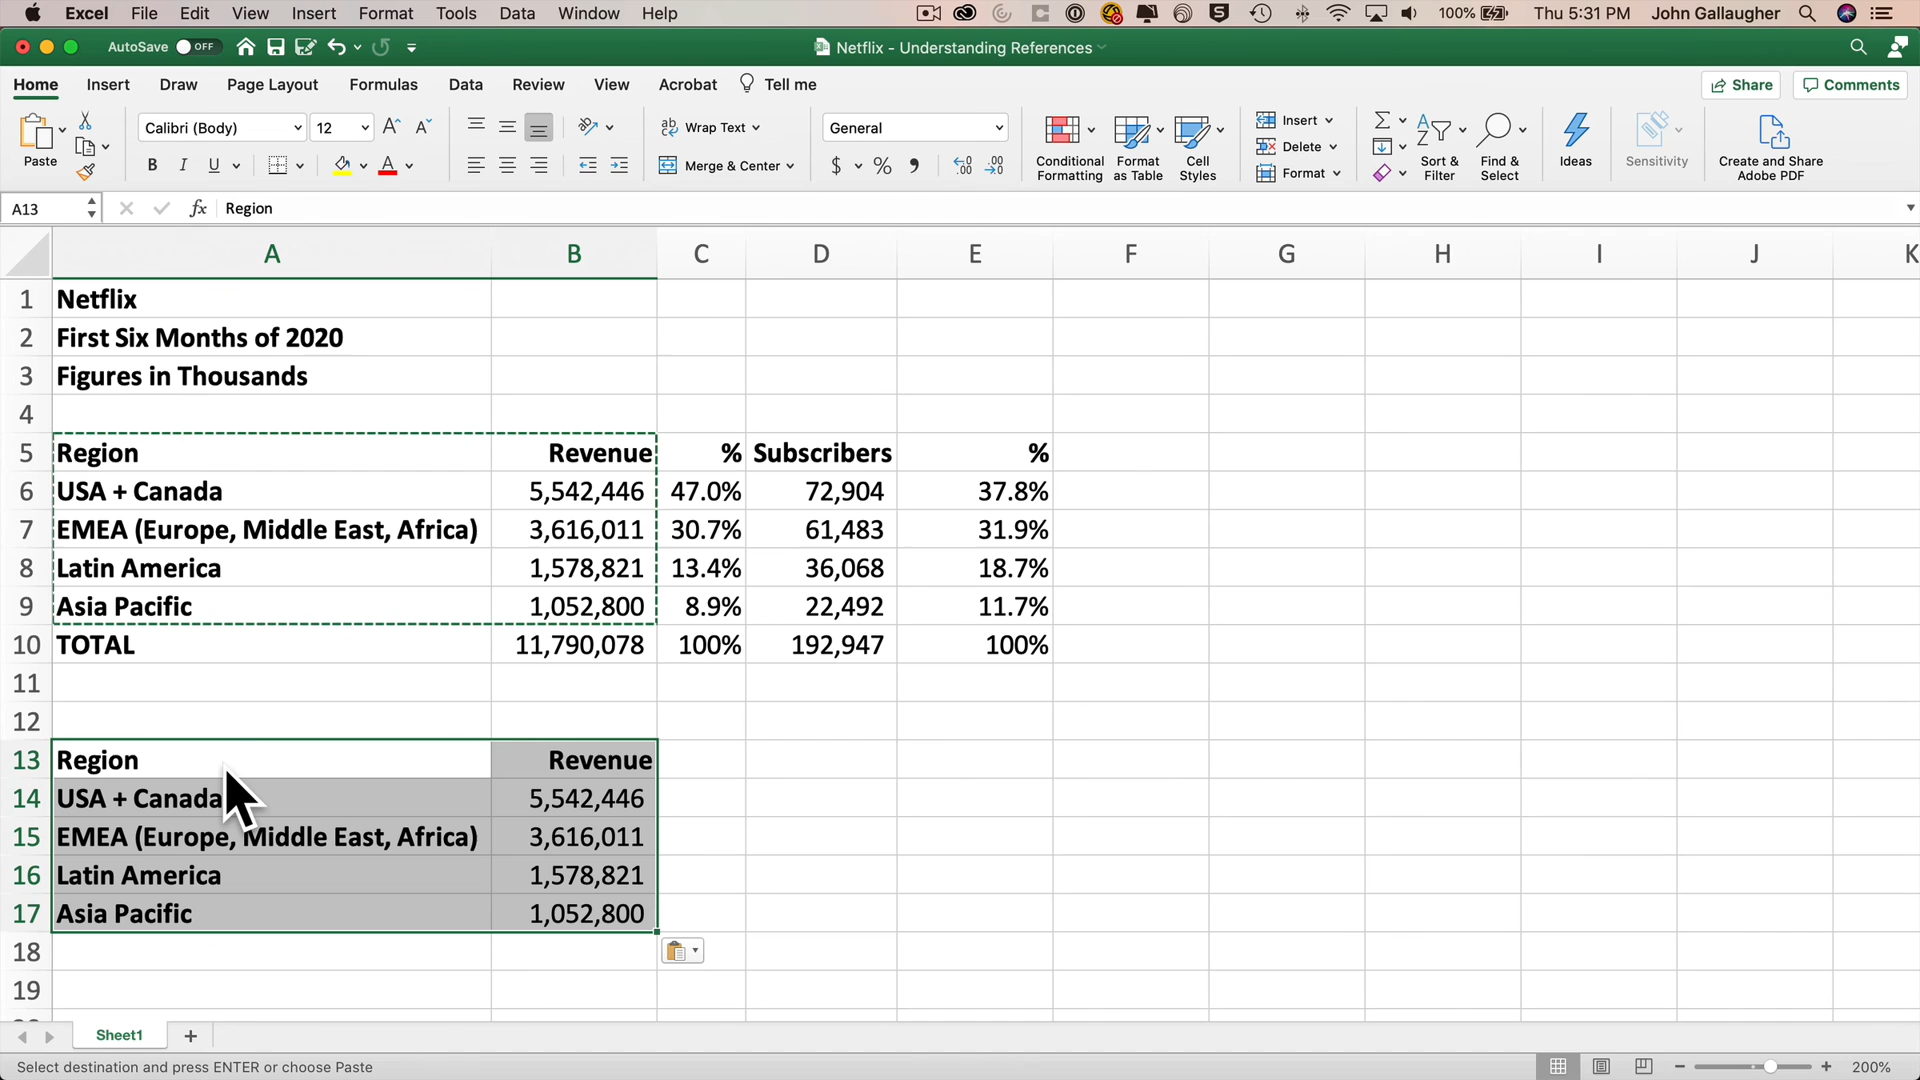 Excel File Edit View Insert Format Tools Data Window Help 100% Thu 5:31 PM John Gallaugher
AutoSave OFF Netflix - Understanding References
Home Insert Draw Page Layout Formulas Data Review View Acrobat Tell me Share Comments
Paste Calibri (Body) 12 Wrap Text General Conditional Formatting Format as Table Cell Styles Insert Sort & Filter Find & Select Ideas Sensitivity Create and Share Adobe PDF
B I U Merge & Center $ % Delete
Format
A13 fx Region
A B C D E F G H I J K
1 Netflix
2 First Six Months of 2020
3 Figures in Thousands
4
5 Region Revenue % Subscribers %
6 USA + Canada 5,542,446 47.0% 72,904 37.8%
7 EMEA (Europe, Middle East, Africa) 3,616,011 30.7% 61,483 31.9%
8 Latin America 1,578,821 13.4% 36,068 18.7%
9 Asia Pacific 1,052,800 8.9% 22,492 11.7%
10 TOTAL 11,790,078 100% 192,947 100%
11
12
13 Region Revenue
14 USA + Canada 5,542,446
15 EMEA (Europe, Middle East, Africa) 3,616,011
16 Latin America 1,578,821
17 Asia Pacific 1,052,800
18
19
Sheet1 +
Select destination and press ENTER or choose Paste 200%